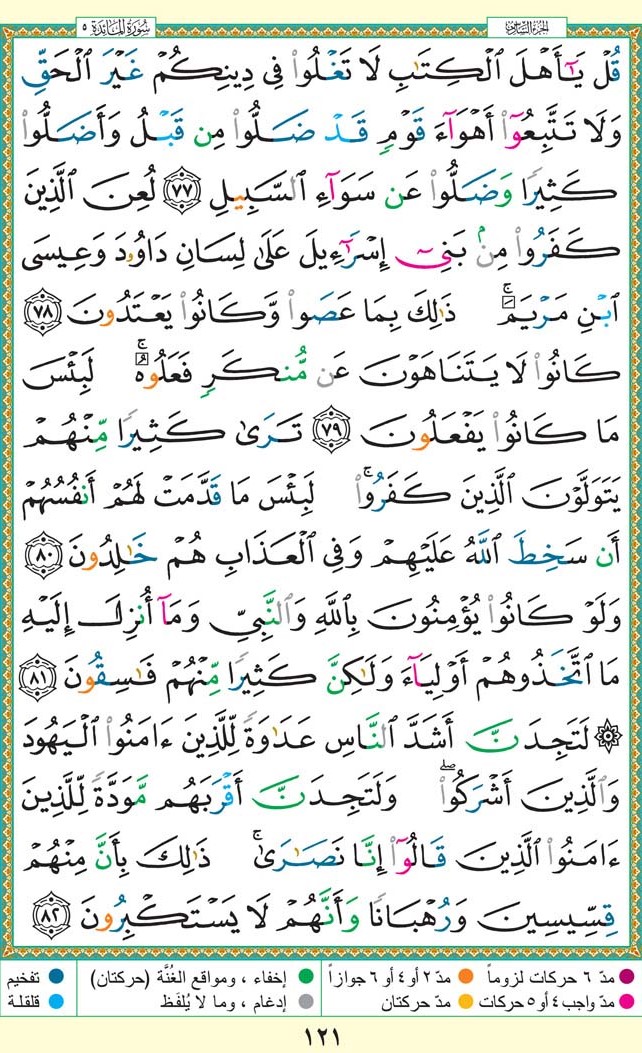 سُورَةُ المَائدة ٥
الجزء السادس
قُلْ يَـٰٓأَهْلَ ٱلْكِتَـٰبِ لَا تَغْلُوا۟ فِى دِينِكُمْ غَيْرَ ٱلْحَقِّ
وَلَا تَتَّبِعُوٓا۟ أَهْوَآءَ قَوْمٍ قَدْ ضَلُّوا۟ مِن قَبْلُ وَأَضَلُّوا۟
كَثِيرًا وَضَلُّوا۟ عَن سَوَآءِ ٱلسَّبِيلِ ٧٧ لُعِنَ ٱلَّذِينَ
كَفَرُوا۟ مِنۢ بَنِىٓ إِسْرَٰٓءِيلَ عَلَىٰ لِسَانِ دَاوُۥدَ وَعِيسَى
ٱبْنِ مَرْيَمَ ۚ ذَٰلِكَ بِمَا عَصَوا۟ وَّكَانُوا۟ يَعْتَدُونَ ٧٨
كَانُوا۟ لَا يَتَنَاهَوْنَ عَن مُّنكَرٍ فَعَلُوهُ ۚ لَبِئْسَ
مَا كَانُوا۟ يَفْعَلُونَ ٧٩ تَرَىٰ كَثِيرًا مِّنْهُمْ
يَتَوَلَّوْنَ ٱلَّذِينَ كَفَرُوا۟ ۚ لَبِئْسَ مَا قَدَّمَتْ لَهُمْ أَنفُسُهُمْ
أَن سَخِطَ ٱللَّهُ عَلَيْهِمْ وَفِى ٱلْعَذَابِ هُمْ خَـٰلِدُونَ ٨٠
وَلَوْ كَانُوا۟ يُؤْمِنُونَ بِٱللَّهِ وَٱلنَّبِىِّ وَمَآ أُنزِلَ إِلَيْهِ
مَا ٱتَّخَذُوهُمْ أَوْلِيَآءَ وَلَـٰكِنَّ كَثِيرًا مِّنْهُمْ فَـٰسِقُونَ ٨١
۞ لَتَجِدَنَّ أَشَدَّ ٱلنَّاسِ عَدَٰوَةً لِّلَّذِينَ ءَامَنُوا۟ ٱلْيَهُودَ
وَٱلَّذِينَ أَشْرَكُوا۟ ۖ وَلَتَجِدَنَّ أَقْرَبَهُم مَّوَدَّةً لِّلَّذِينَ
ءَامَنُوا۟ ٱلَّذِينَ قَالُوٓا۟ إِنَّا نَصَـٰرَىٰ ۚ ذَٰلِكَ بِأَنَّ مِنْهُمْ
قِسِّيسِينَ وَرُهْبَانًا وَأَنَّهُمْ لَا يَسْتَكْبِرُونَ ٨٢
مدّ ٦ حركات لزوماً مدّ ٢ أو ٤ أو ٦ جوازاً إخفاء ، ومواقع الغُنَّة (حركتان) تفخيم
مدّ واجب ٤ أو ٥ حركات مدّ حركتان إدغام ، وما لا يُلفَظ قلقلة
١٢١